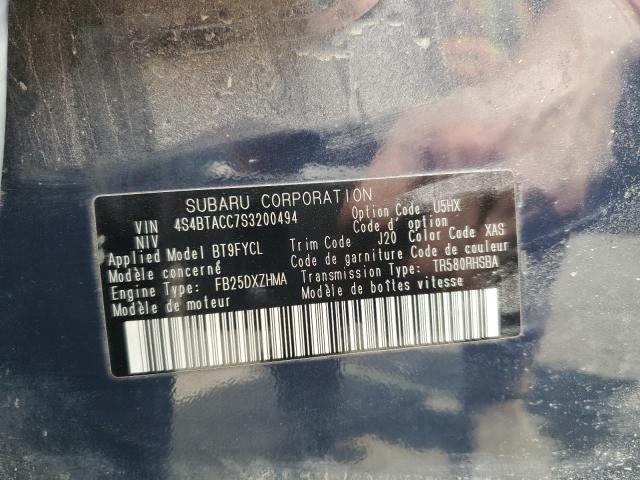 SUBARU CORPORATION
VIN 4S4BTACC7S3200494 Option Code U5HX
NIV Code d' option
Applied Model BT9FYCL Trim Code J20 Color Code XAS
Modèle concerné Code de garniture Code de couleur
Engine Type FB25DXZHMA Transmission Type TR580RHSBA
Modèle de moteur Modèle de boîtes vitesse